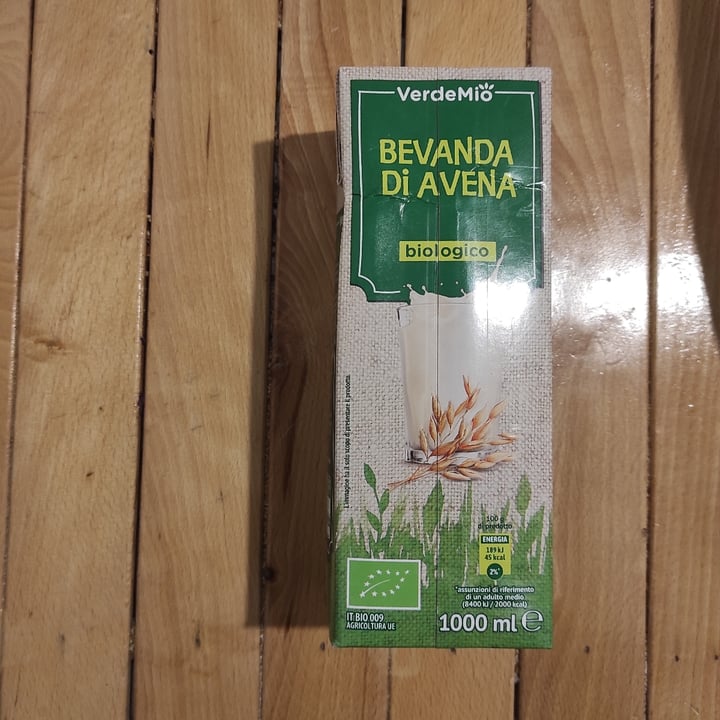 VerdeMio
BEVANDA
Di AVENA
biologico
L'immagine ha il solo scopo di presentare il prodotto
100 g
di prodotto
ENERGIA
189 kJ
45 kcal
2%*
*assunzioni di riferimento
di un adulto medio
(8400 kJ / 2000 kcal)
IT BIO 009
AGRICOLTURA UE
1000 ml e